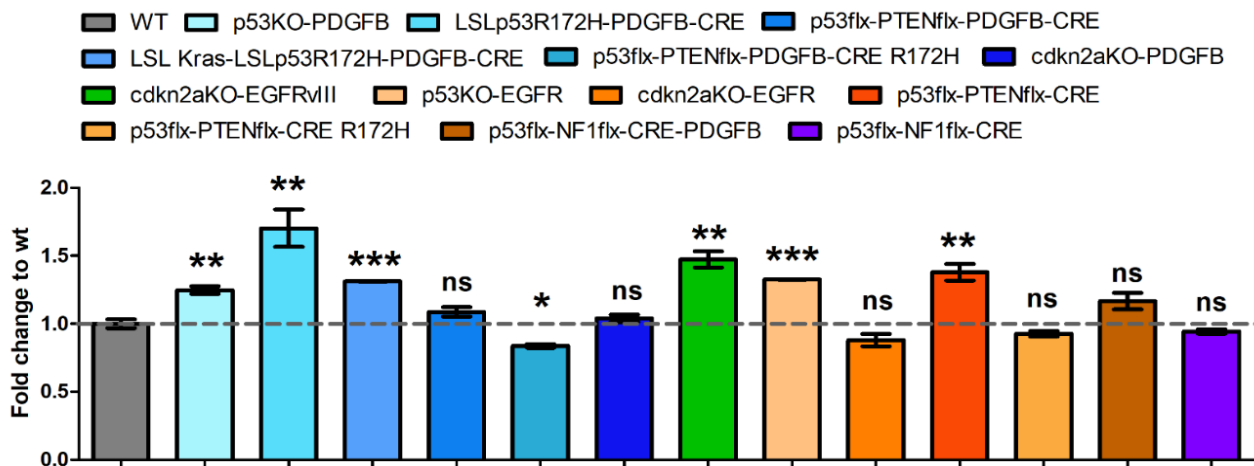 WT p53KO-PDGFB LSLp53R172H-PDGFB-CRE p53flx-PTENflx-PDGFB-CRE
LSL Kras-LSLp53R172H-PDGFB-CRE p53flx-PTENflx-PDGFB-CRE R172H cdkn2aKO-PDGFB
cdkn2aKO-EGFRvIII p53KO-EGFR cdkn2aKO-EGFR p53flx-PTENflx-CRE
p53flx-PTENflx-CRE R172H p53flx-NF1flx-CRE-PDGFB p53flx-NF1flx-CRE
Fold change to wt
2.0
1.5
1.0
0.5
0.0
** ** *** ns * ns ** *** ns ** ns ns ns